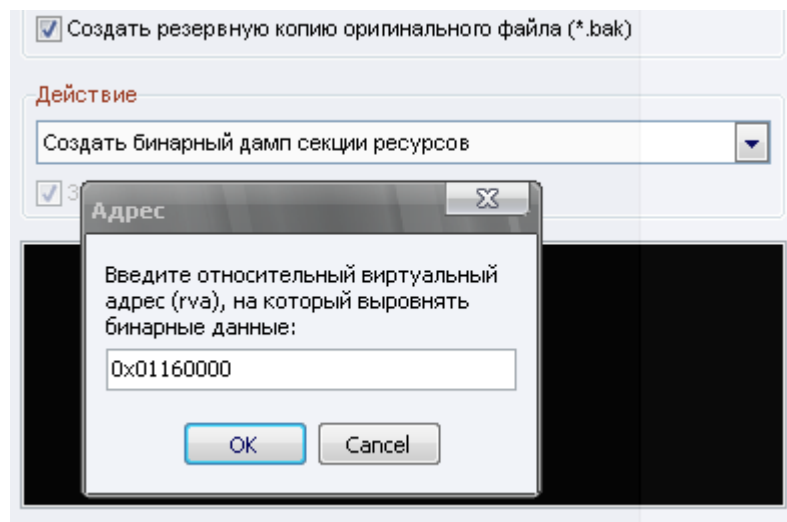 Создать резервную копию оригинального файла (*.bak)
Действие
Создать бинарный дамп секции ресурсов
Адрес
Введите относительный виртуальный
адрес (rva), на который выровнять
бинарные данные:
0x01160000
OK
Cancel